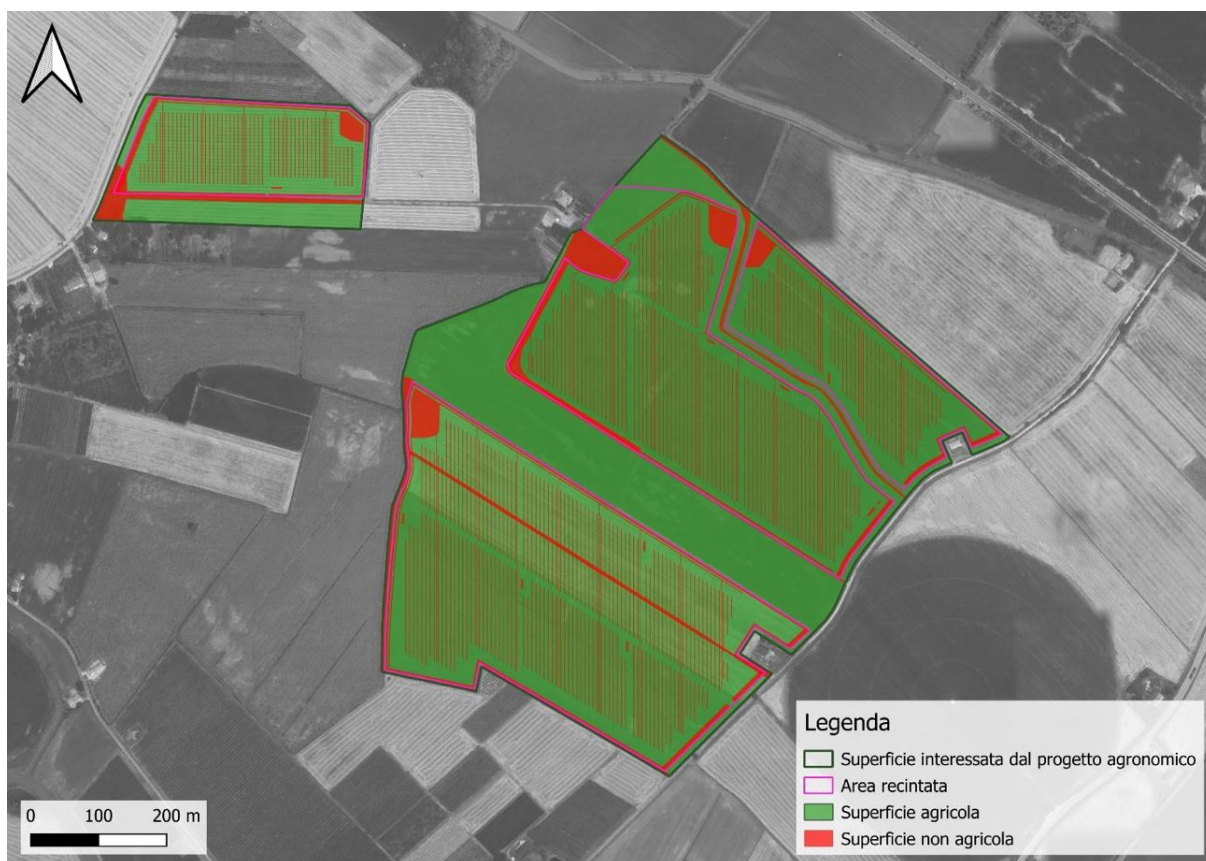 Legenda
Superficie interessata dal progetto agronomico
Area recintata
Superficie agricola
Superficie non agricola
0 100 200 m